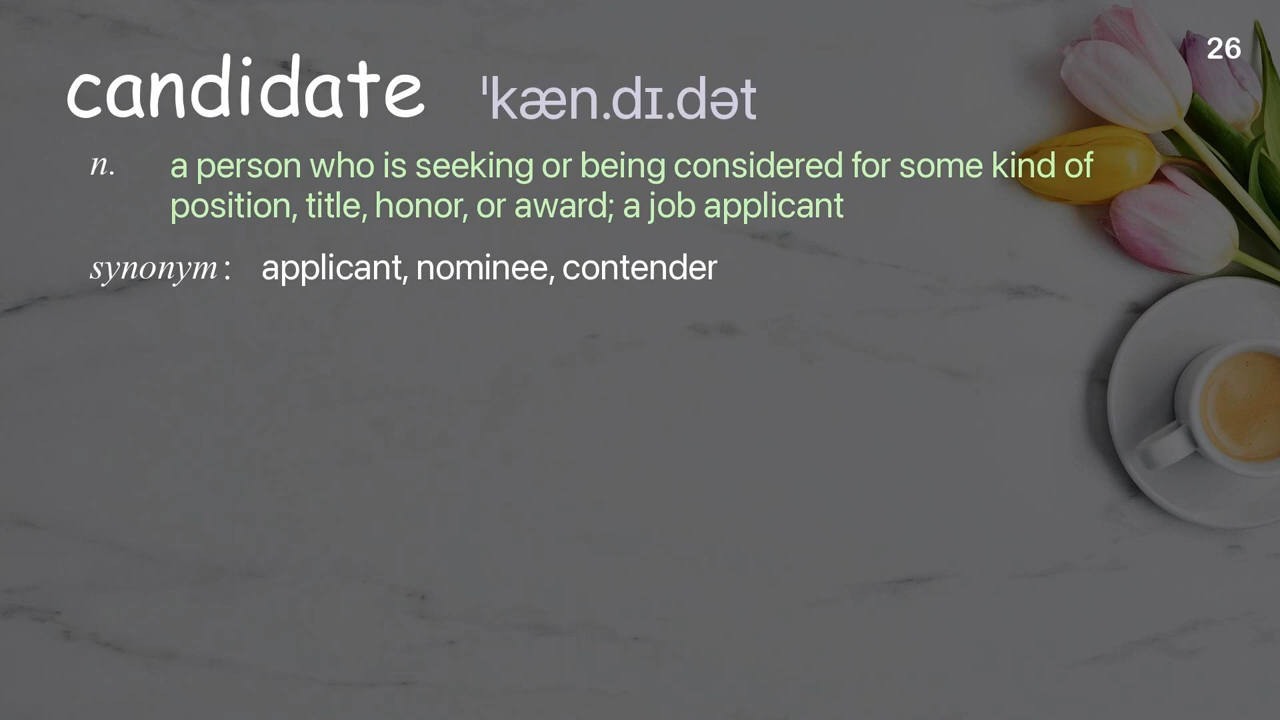 26
candidate ˈkæn.dɪ.dət
n. a person who is seeking or being considered for some kind of
position, title, honor, or award; a job applicant
synonym: applicant, nominee, contender